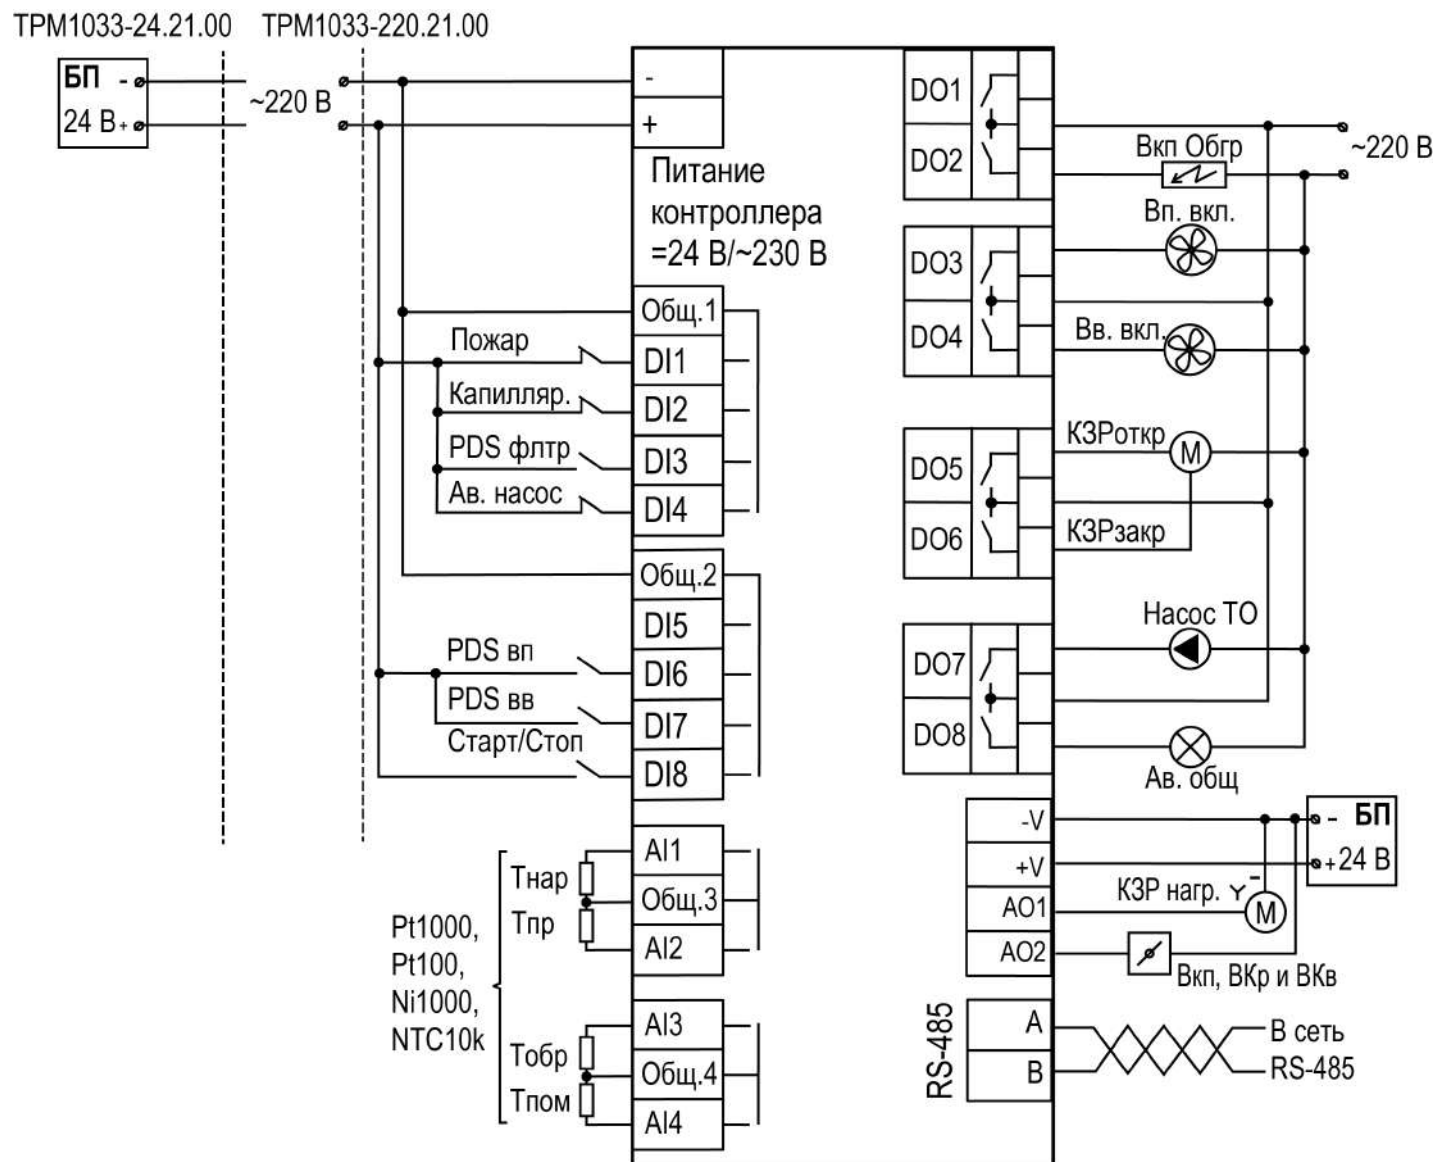 ТРМ1033-24.21.00
ТРМ1033-220.21.00
БП -
24 В+
~220 В
-
+
Питание
контроллера
=24 В/~230 В
Общ.1
Пожар
DI1
Капилляр.
DI2
PDS флтр
DI3
Ав. насос
DI4
Общ.2
DI5
PDS вп
DI6
PDS вв
DI7
Старт/Стоп
DI8
Pt1000,
Pt100,
Ni1000,
NTC10k
Тнар
Тпр
AI1
Общ.3
AI2
Тобр
Тпом
AI3
Общ.4
AI4
DO1
DO2
Вкп Обгр
~220 В
Вп. вкл.
DO3
DO4
Вв. вкл.
КЗРоткр
M
DO5
DO6
КЗРзакр
Насос ТО
DO7
DO8
Ав. общ
-V
+V
AO1
AO2
- БП
+24 В
КЗР нагр. Y
-
M
Вкп, ВКр и ВКв
RS-485
A
B
В сеть
RS-485